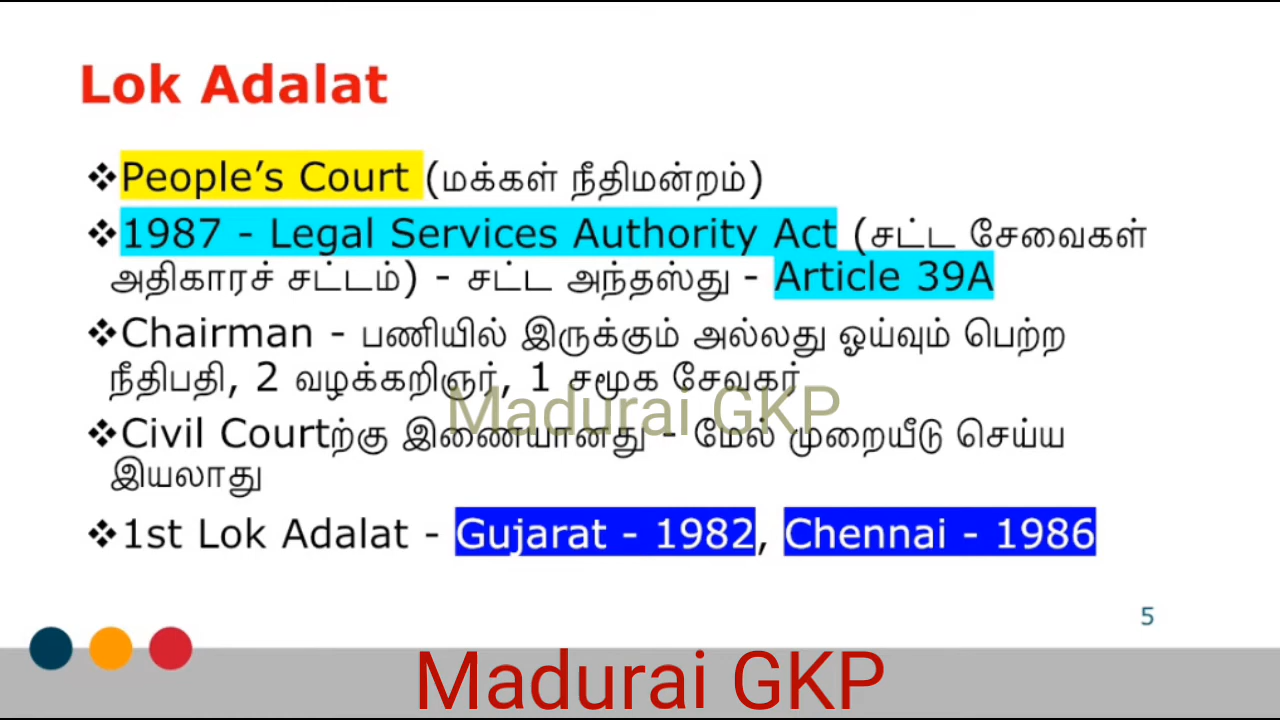 Lok Adalat
❖People’s Court (மக்கள் நீதிமன்றம்)
❖1987 - Legal Services Authority Act (சட்ட சேவைகள்
அதிகாரச் சட்டம்) - சட்ட அந்தஸ்து - Article 39A
❖Chairman - பணியில் இருக்கும் அல்லது ஓய்வும் பெற்ற
நீதிபதி, 2 வழக்கறிஞர், 1 சமூக சேவகர்
Madurai GKP
❖Civil Courtற்கு இணையானது - மேல் முறையீடு செய்ய
இயலாது
❖1st Lok Adalat - Gujarat - 1982, Chennai - 1986
5
Madurai GKP